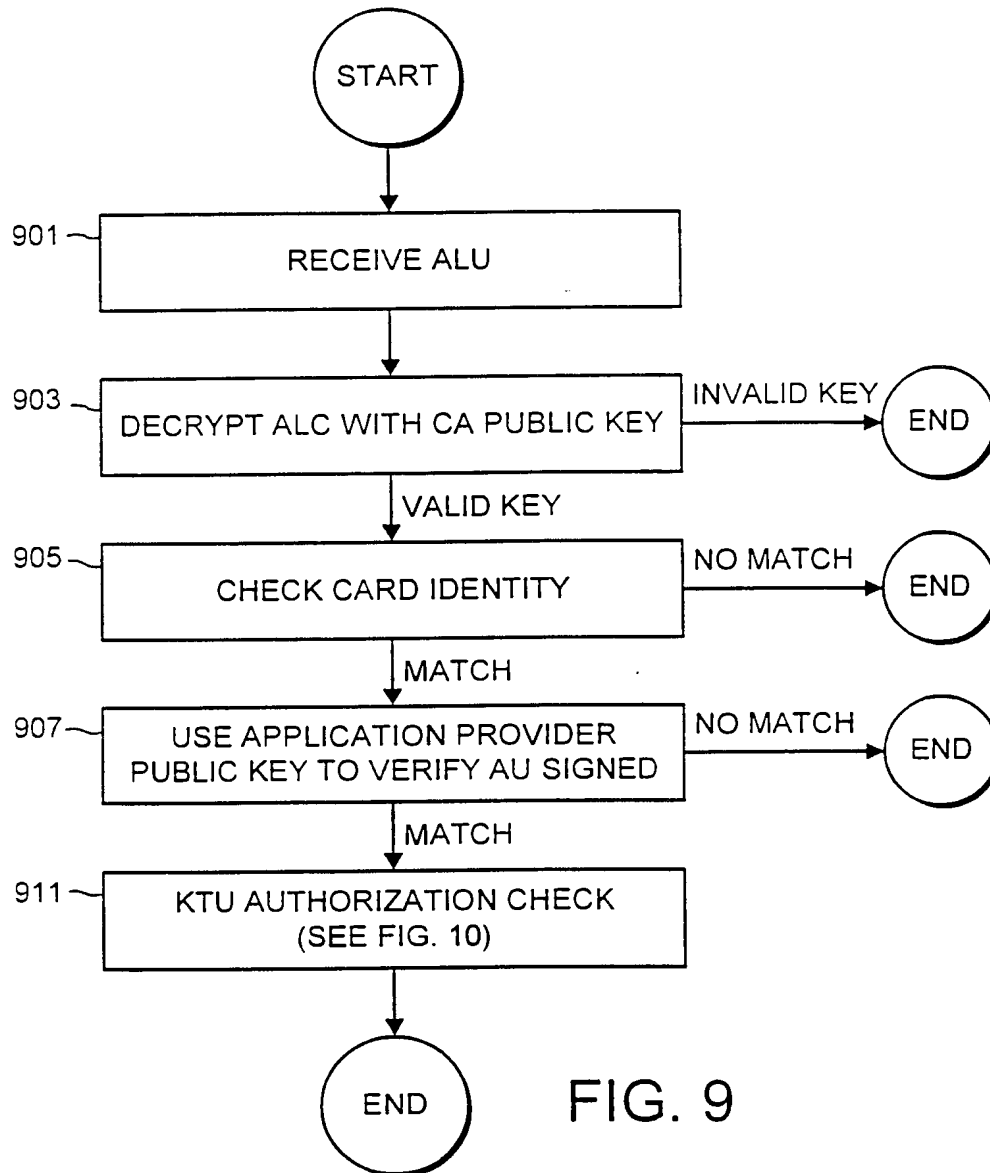 START
901
RECEIVE ALU
903
DECRYPT ALC WITH CA PUBLIC KEY
INVALID KEY
END
VALID KEY
905
CHECK CARD IDENTITY
NO MATCH
END
MATCH
907
USE APPLICATION PROVIDER
PUBLIC KEY TO VERIFY AU SIGNED
NO MATCH
END
MATCH
911
KTU AUTHORIZATION CHECK
(SEE FIG. 10)
END
FIG. 9